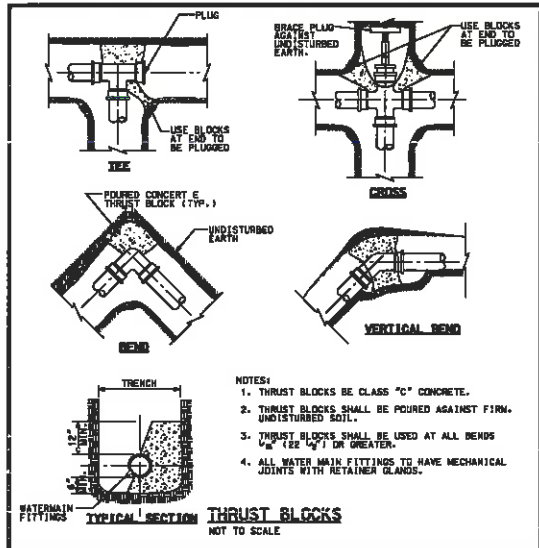 PLUG
USE BLOCKS
AT END TO
BE PLUGGED
TEE
BRACE PLUG
AGAINST
UNDISTURBED
EARTH.
USE BLOCKS
AT END TO
BE PLUGGED
CROSS
POURED CONCERT E
THRUST BLOCK (TYP.)
UNDISTURBED
EARTH
BEND
VERTICAL BEND
TRENCH
12"
MIN.
6"
MIN.
WATERMAIN
FITTINGS
TYPICAL SECTION
NOTES:
1. THRUST BLOCKS BE CLASS "C" CONCRETE.
2. THRUST BLOCKS SHALL BE POURED AGAINST FIRM.
UNDISTURBED SOIL.
3. THRUST BLOCKS SHALL BE USED AT ALL BENDS
(22 OR GREATER.
4. ALL WATER MAIN FITTINGS TO HAVE MECHANICAL
JOINTS WITH RETAINER GLANDS.
THRUST BLOCKS
NOT TO SCALE